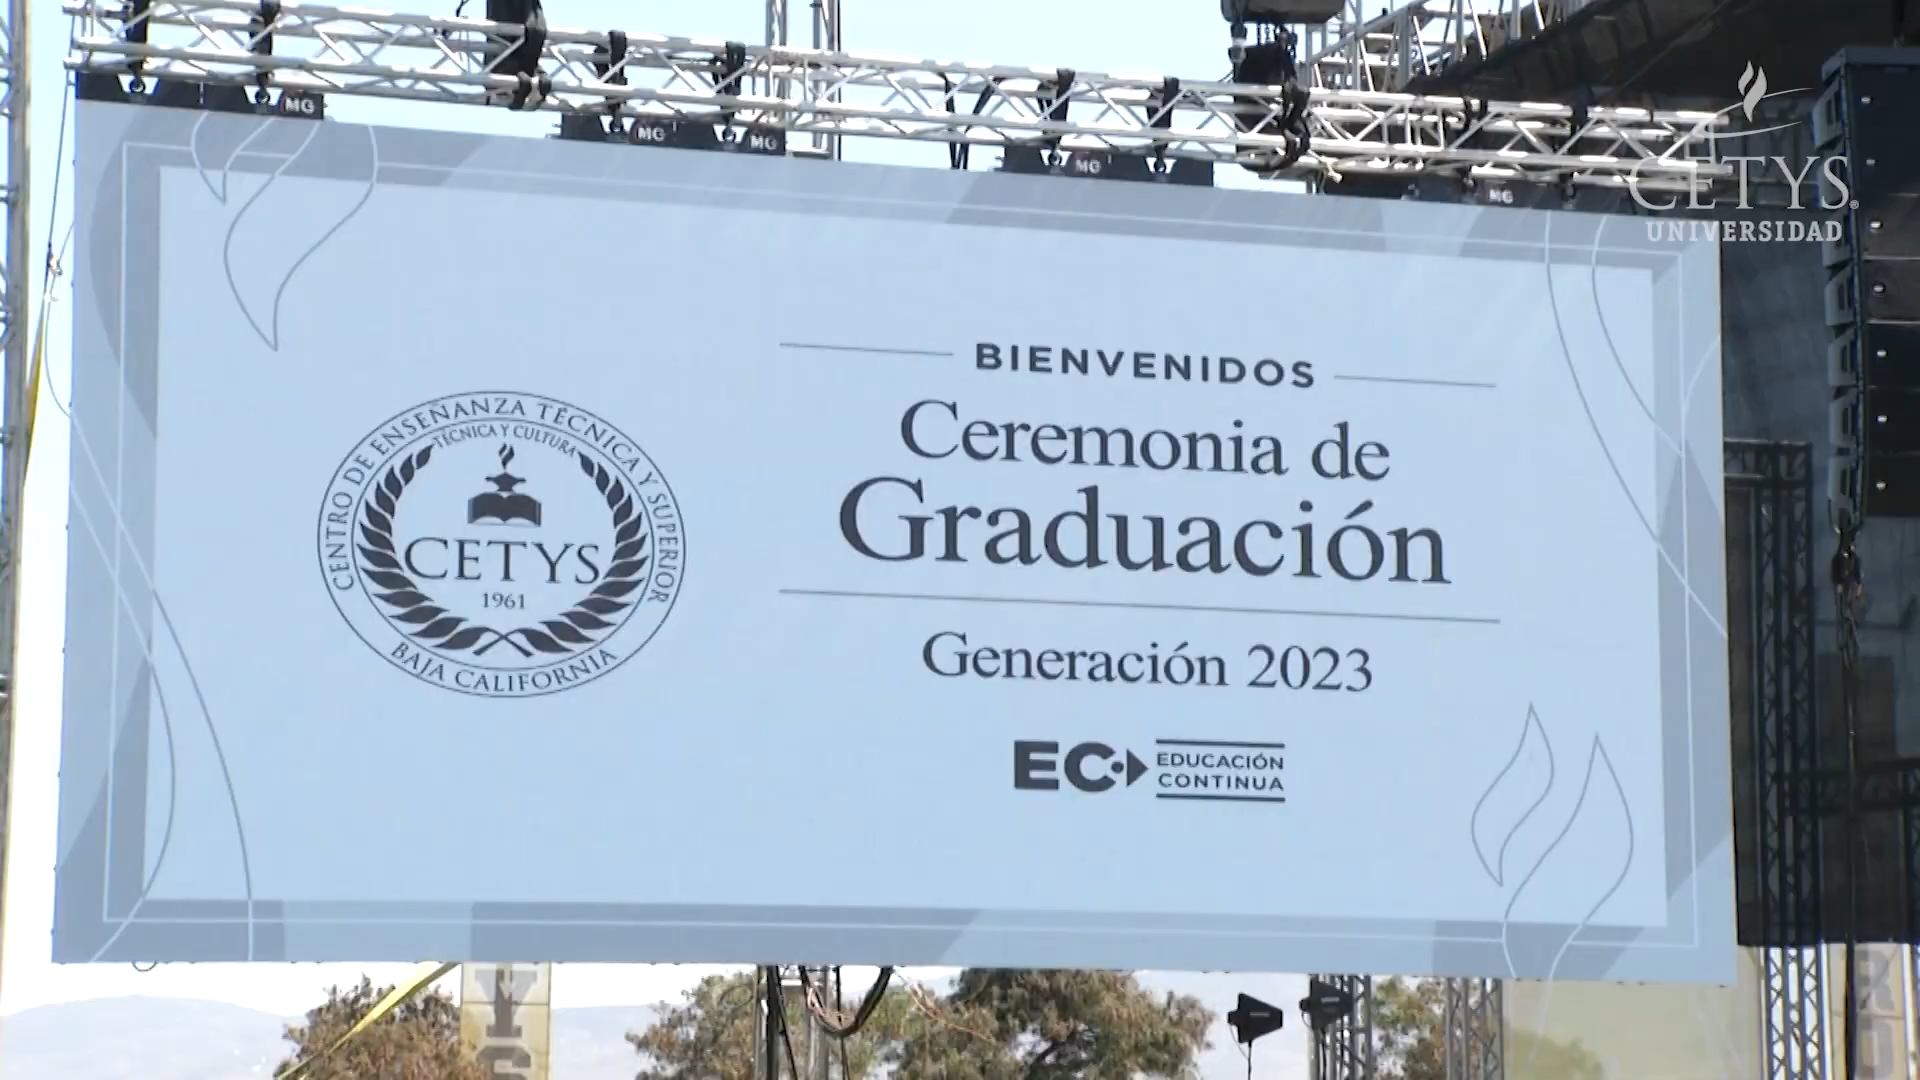 MG
MG
MG
MG
MG
CETYS®
UNIVERSIDAD
BIENVENIDOS
Ceremonia de
Graduación
Generación 2023
EC
EDUCACIÓN
CONTINUA
CENTRO DE ENSEÑANZA TÉCNICA Y SUPERIOR
TÉCNICA Y CULTURA
CETYS
1961
BAJA CALIFORNIA